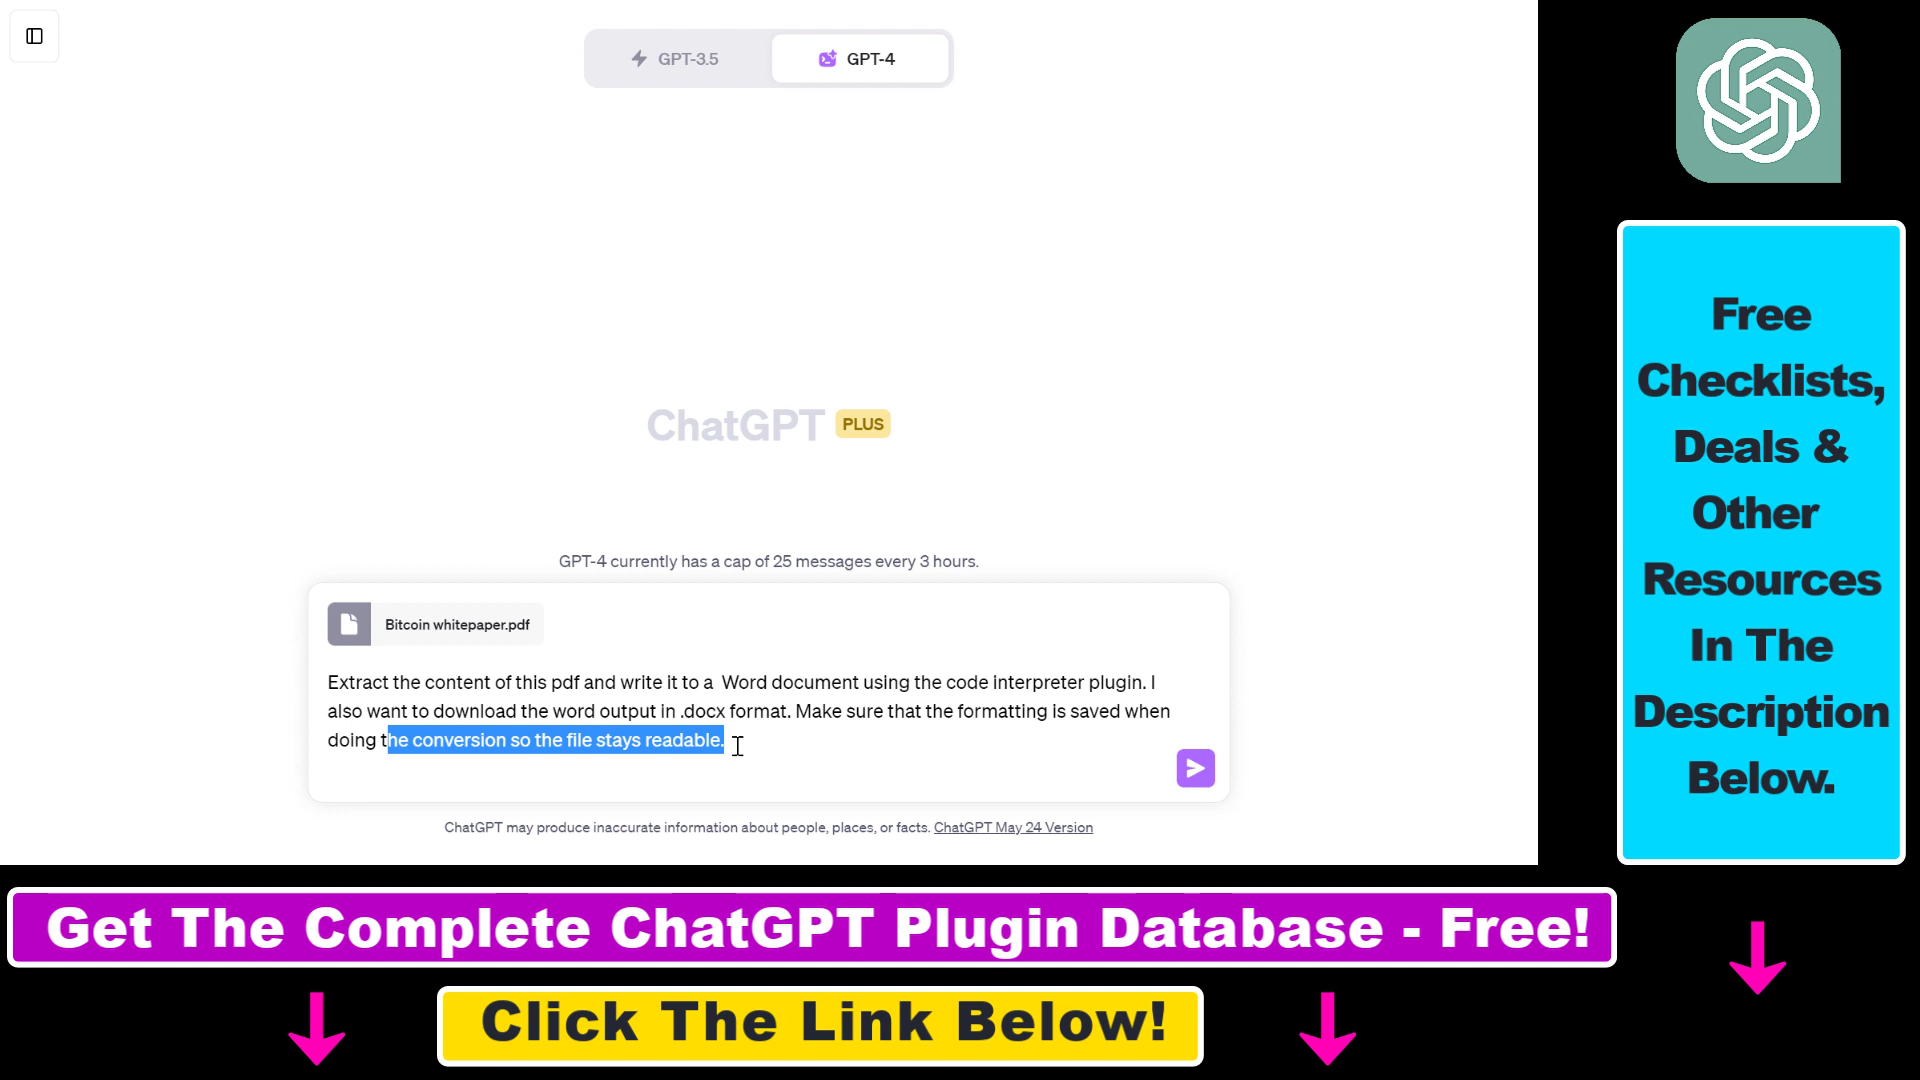 GPT-3.5
GPT-4
ChatGPT PLUS
GPT-4 currently has a cap of 25 messages every 3 hours.
Bitcoin whitepaper.pdf
Extract the content of this pdf and write it to a  Word document using the code interpreter plugin. I
also want to download the word output in .docx format. Make sure that the formatting is saved when
doing the conversion so the file stays readable.
ChatGPT may produce inaccurate information about people, places, or facts. ChatGPT May 24 Version
Free
Checklists,
Deals &
Other
Resources
In The
Description
Below.
Get The Complete ChatGPT Plugin Database - Free!
Click The Link Below!